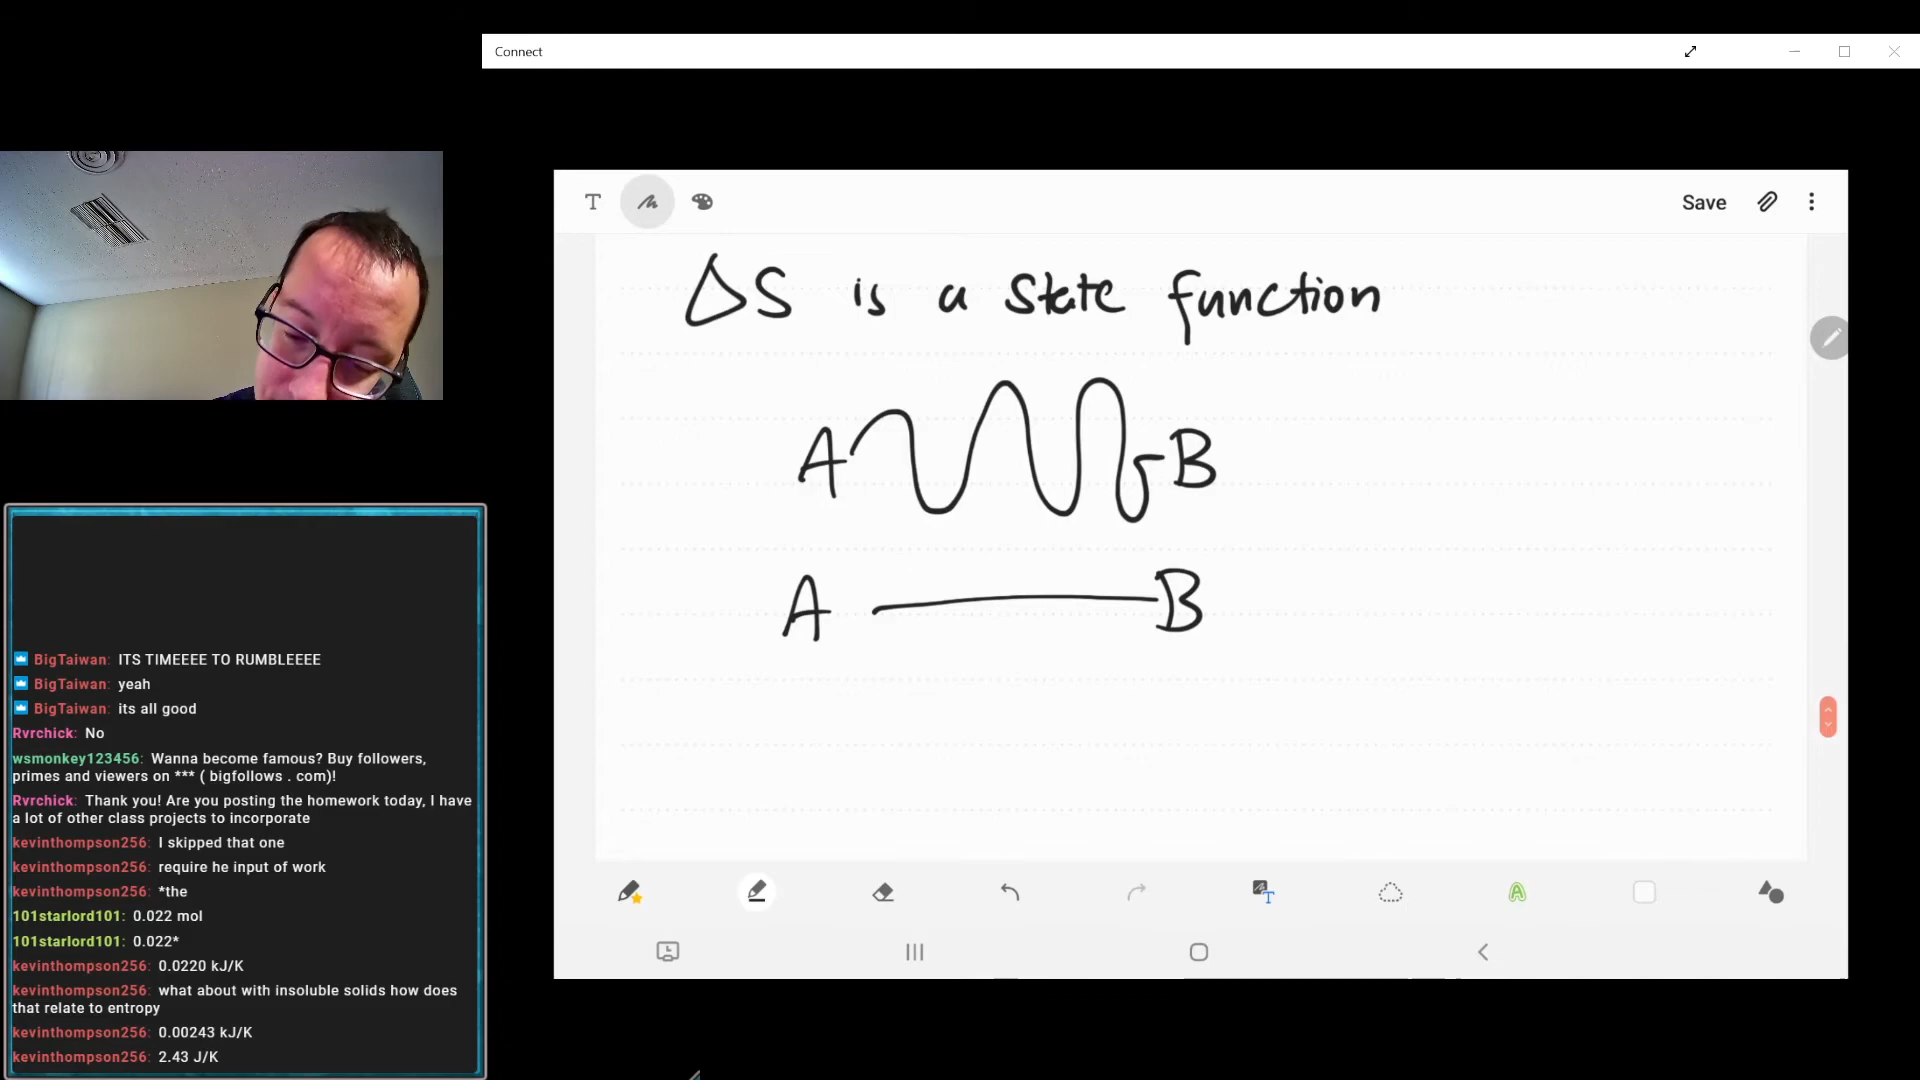 Connect
T
Save
ΔS is a state function
A B
A B
BigTaiwan: ITS TIMEEEE TO RUMBLEEEE
BigTaiwan: yeah
BigTaiwan: its all good
Rvrchick: No
wsmonkey123456: Wanna become famous? Buy followers,
primes and viewers on *** ( bigfollows . com)!
Rvrchick: Thank you! Are you posting the homework today, I have
a lot of other class projects to incorporate
kevinthompson256: I skipped that one
kevinthompson256: require he input of work
kevinthompson256: *the
101starlord101: 0.022 mol
101starlord101: 0.022*
kevinthompson256: 0.0220 kJ/K
kevinthompson256: what about with insoluble solids how does
that relate to entropy
kevinthompson256: 0.00243 kJ/K
kevinthompson256: 2.43 J/K